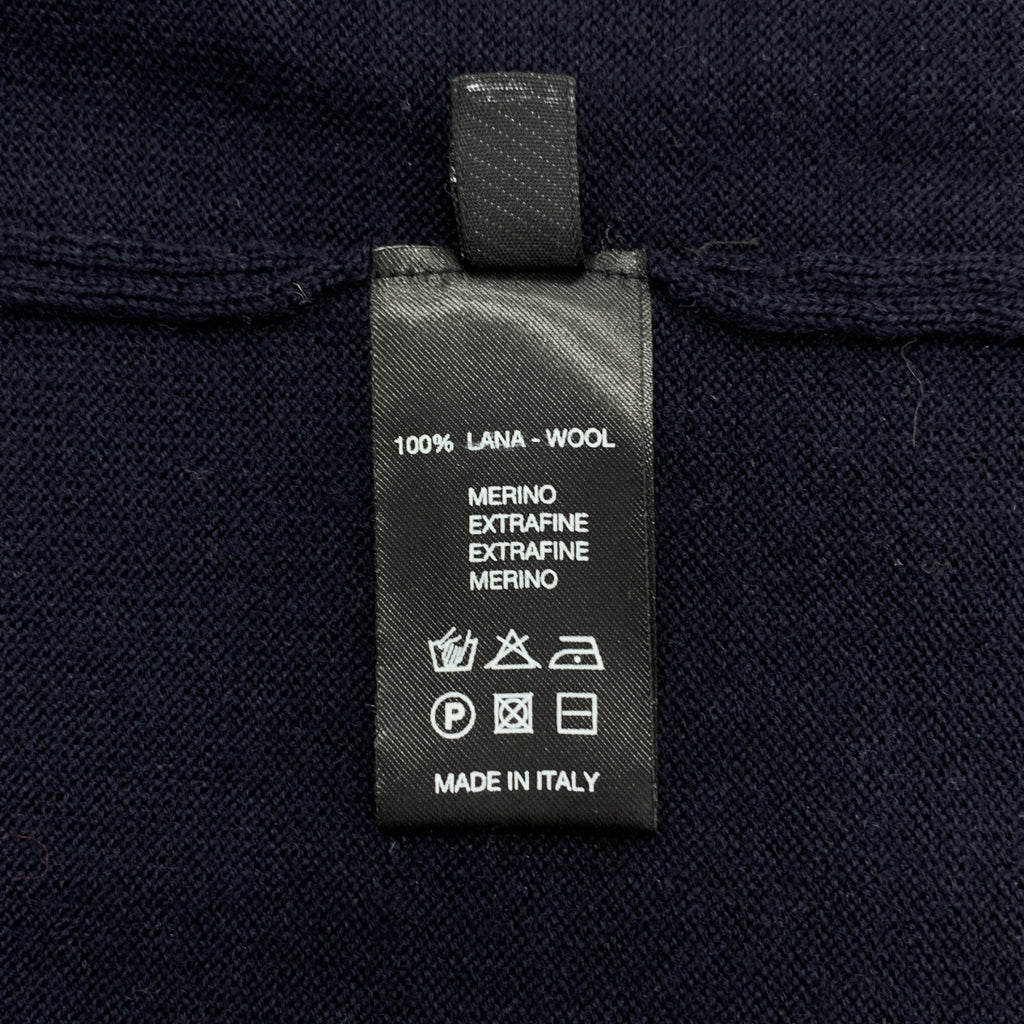 100% LANA - WOOL
MERINO
EXTRAFINE
EXTRAFINE
MERINO
P
MADE IN ITALY